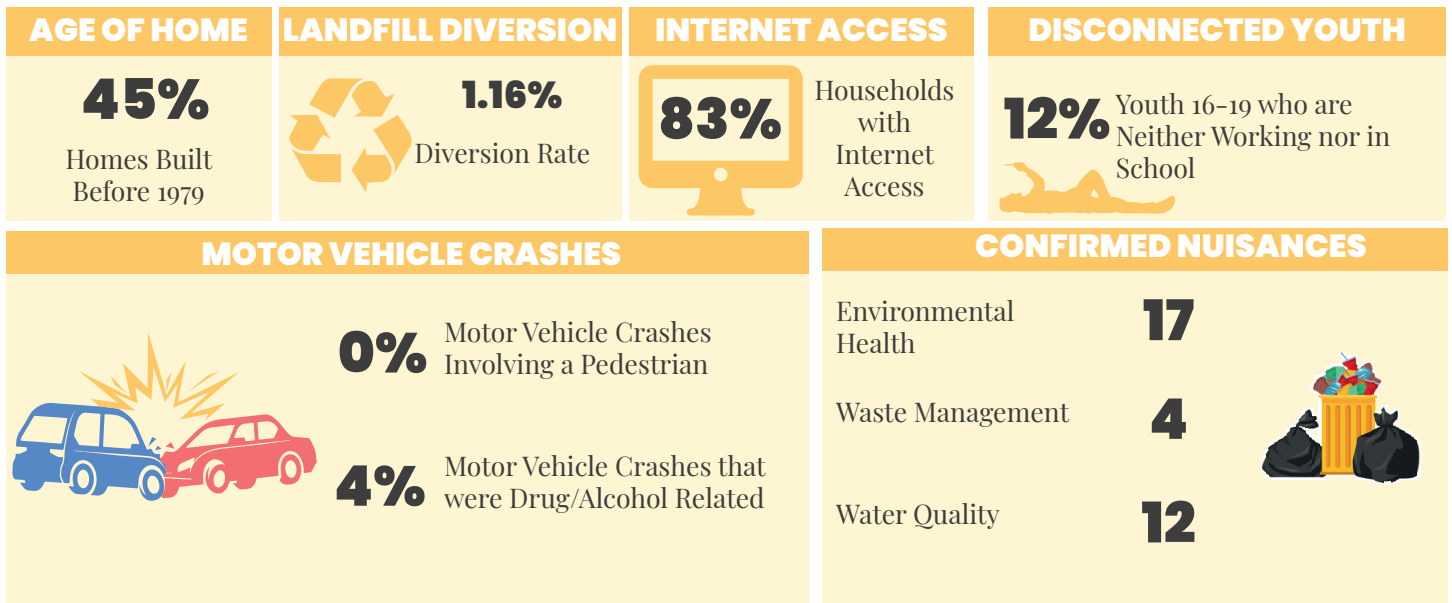 AGE OF HOME
45%
Homes Built
Before 1979
LANDFILL DIVERSION
1.16%
Diversion Rate
INTERNET ACCESS
83%
Households
with
Internet
Access
DISCONNECTED YOUTH
12%
Youth 16-19 who are
Neither Working nor in
School
MOTOR VEHICLE CRASHES
0%
Motor Vehicle Crashes
Involving a Pedestrian
4%
Motor Vehicle Crashes that
were Drug/Alcohol Related
CONFIRMED NUISANCES
Environmental
Health
17
Waste Management
4
Water Quality
12